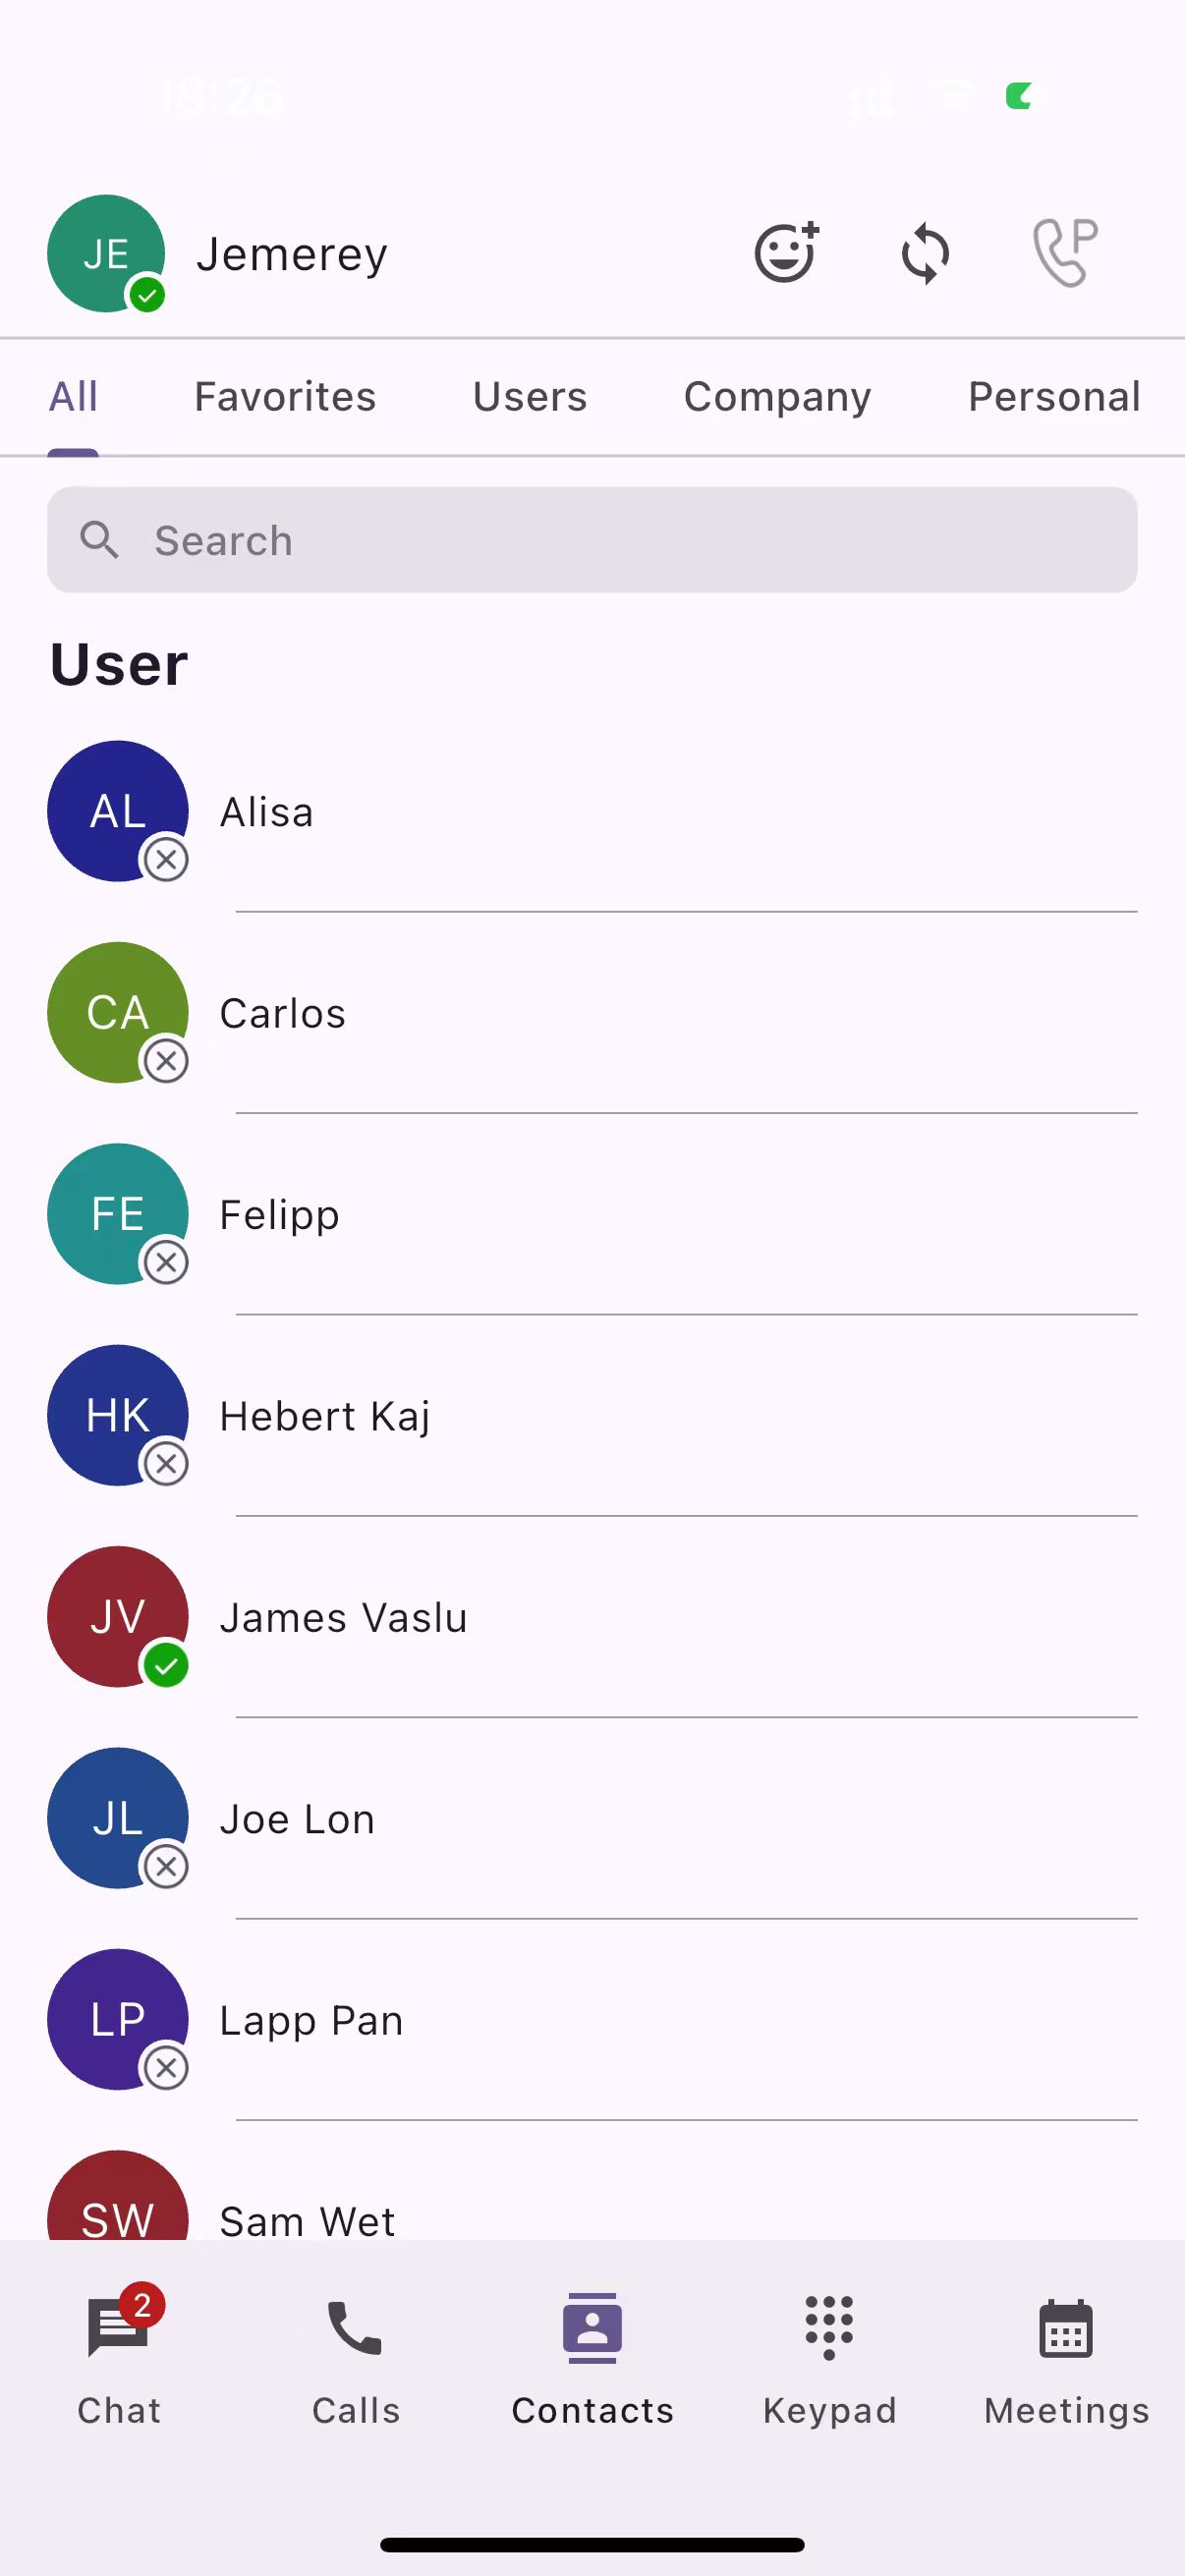 18:26
JE Jemerey
All Favorites Users Company Personal
Search
User
AL Alisa
CA Carlos
FE Felipp
HK Hebert Kaj
JV James Vaslu
JL Joe Lon
LP Lapp Pan
SW Sam Wet
2
Chat Calls Contacts Keypad Meetings